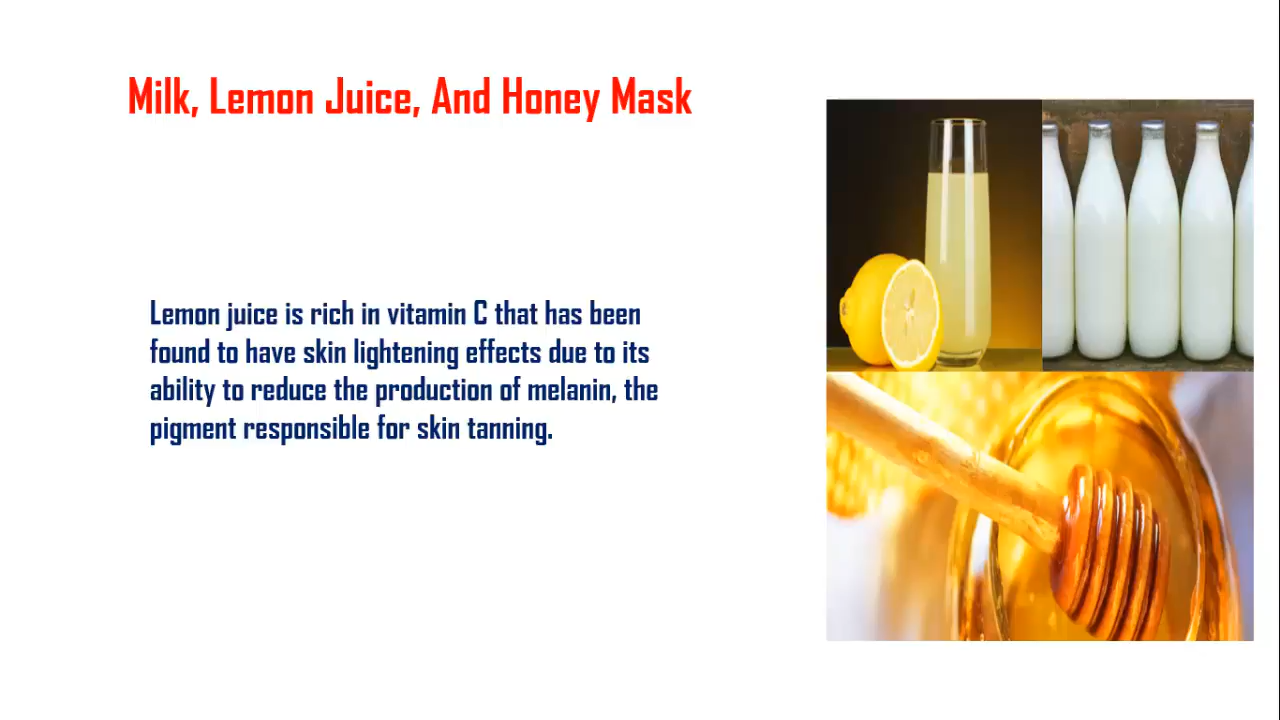 Milk, Lemon Juice, And Honey Mask
Lemon juice is rich in vitamin C that has been
found to have skin lightening effects due to its
ability to reduce the production of melanin, the
pigment responsible for skin tanning.